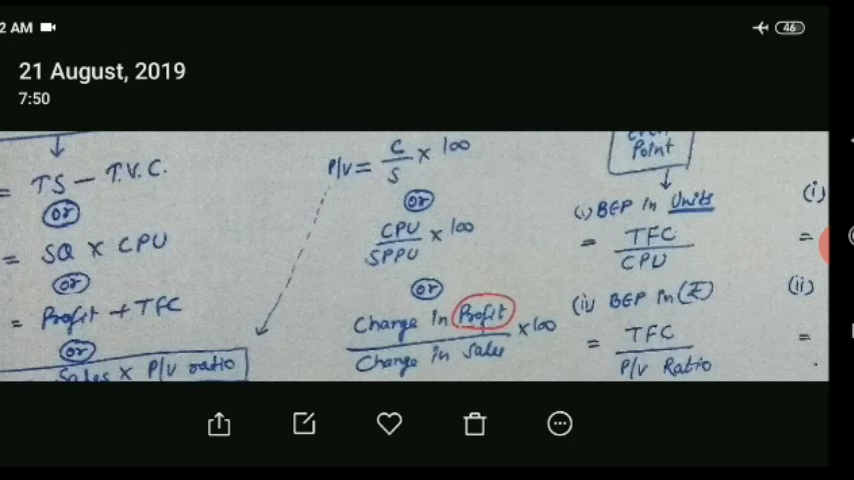 2 AM
46
21 August, 2019
7:50
= TS - T.V.C.
or
= SQ x CPU
or
= Profit + TFC
or
Sales x P/V ratio
P/V = C/S x 100
or
CPU/SPPU x 100
or
Change in Profit/Change in Sales x 100
Even
Point
(i) BEP in Units
= TFC/CPU
(ii) BEP in (₹)
= TFC/P/V Ratio
(i)
=
(ii)
=